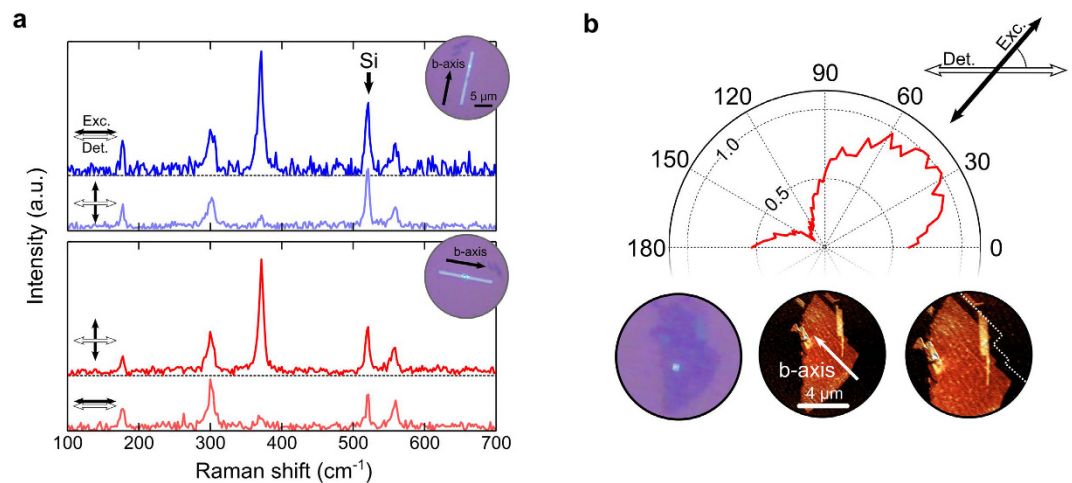 a
Si
b-axis
5 µm
Exc.
Det.
b-axis
Intensity (a.u.)
100 200 300 400 500 600 700
Raman shift (cm-1)
b
Exc.
Det.
90
120 60
150 30
1.0
0.5
180 0
b-axis
4 µm